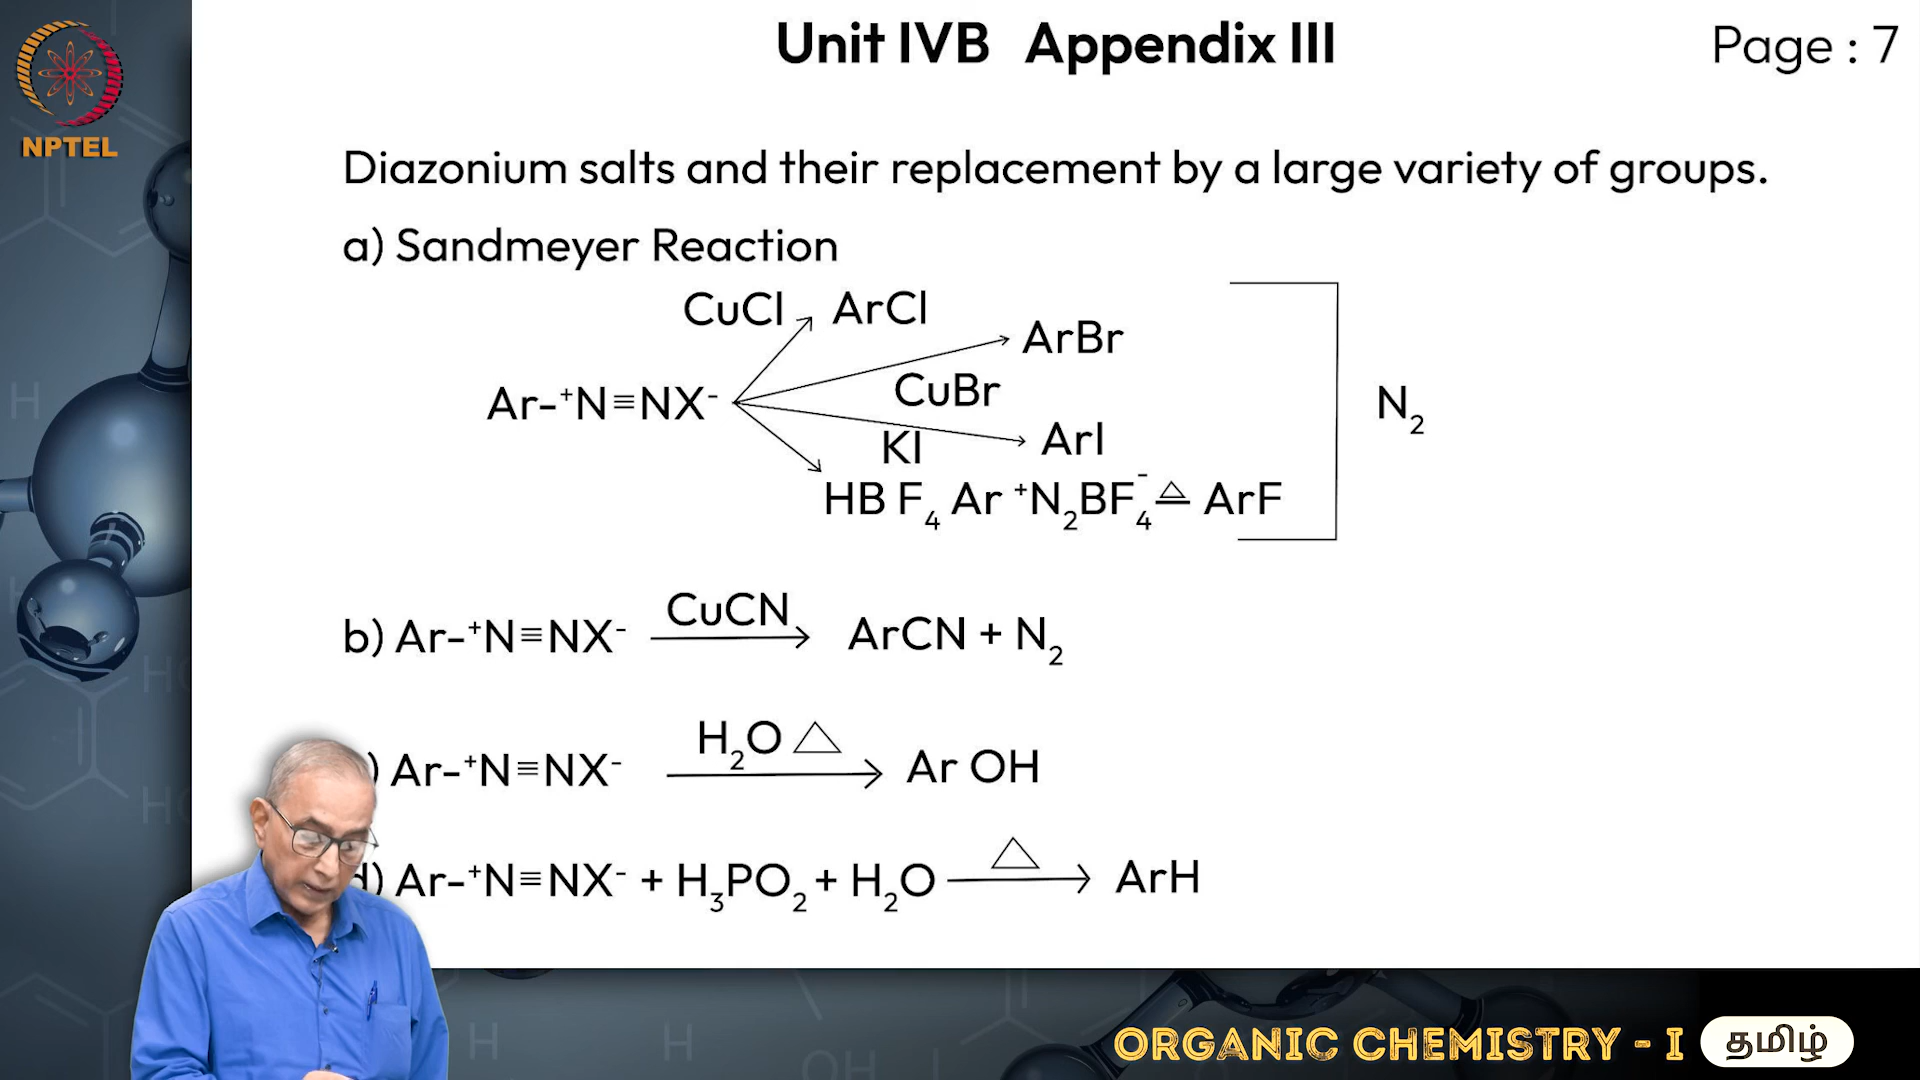 Unit IVB Appendix III
Page : 7
NPTEL
Diazonium salts and their replacement by a large variety of groups.
a) Sandmeyer Reaction
CuCl ArCl
ArBr
CuBr
Ar-⁺N≡NX⁻
N₂
KI
ArI
HB F₄ Ar ⁺N₂BF₄⁻ △ ArF
b) Ar-⁺N≡NX⁻ CuCN → ArCN + N₂
) Ar-⁺N≡NX⁻ H₂O △ → Ar OH
d) Ar-⁺N≡NX⁻ + H₃PO₂ + H₂O △ → ArH
ORGANIC CHEMISTRY - I தமிழ்